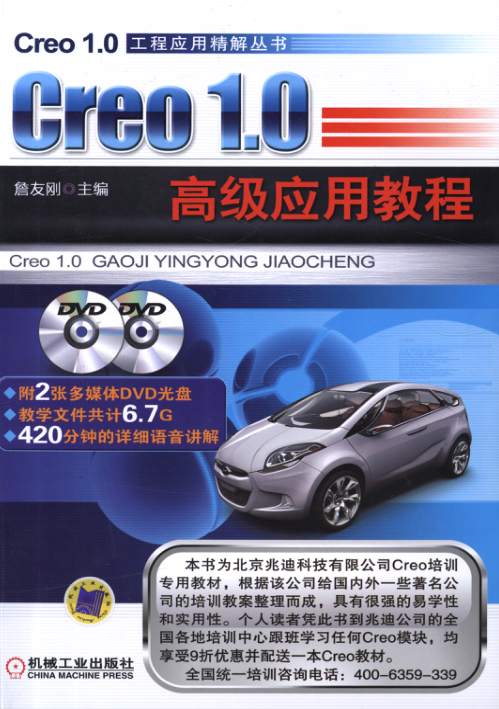 Creo 1.0 工程应用精解丛书
Creo 1.0
詹友刚◎主编
高级应用教程
Creo 1.0 GAOJI YINGYONG JIAOCHENG
DVD DVD
◆附2张多媒体DVD光盘
◆教学文件共计6.7G
◆420分钟的详细语音讲解
本书为北京兆迪科技有限公司Creo培训
专用教材，根据该公司给国内外一些著名公
司的培训教案整理而成，具有很强的易学性
和实用性。个人读者凭此书到兆迪公司的全
国各地培训中心跟班学习任何Creo模块，均
享受9折优惠并配送一本Creo教材。
全国统一培训咨询电话：400-6359-339
机械工业出版社
CHINA MACHINE PRESS